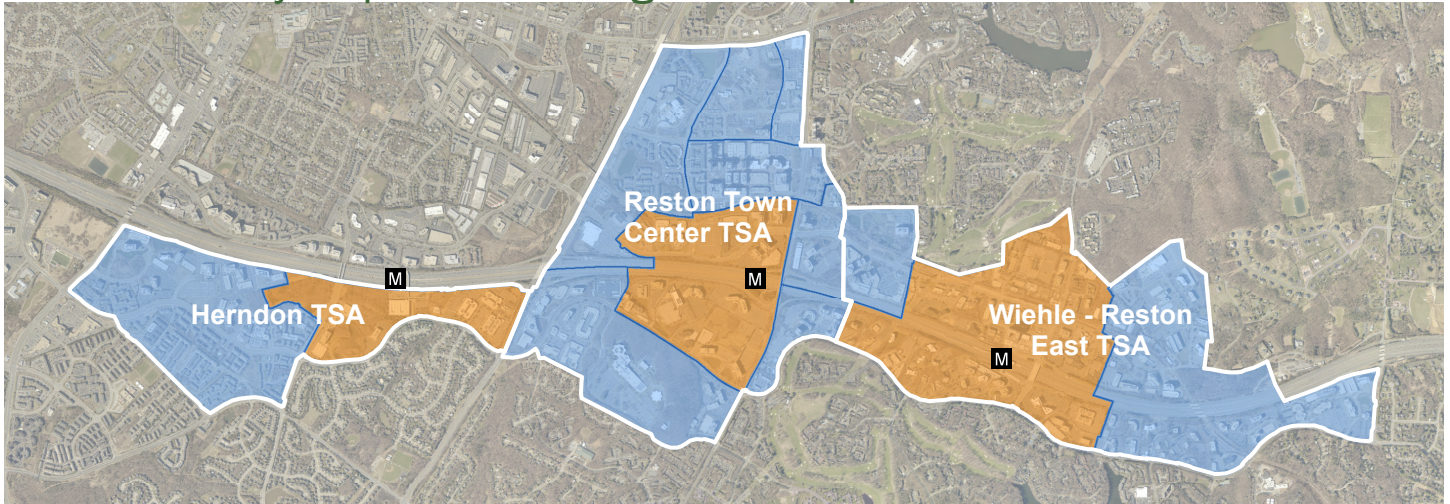 Reston Town
Center TSA
M
M
Herndon TSA
Wiehle - Reston
East TSA
M